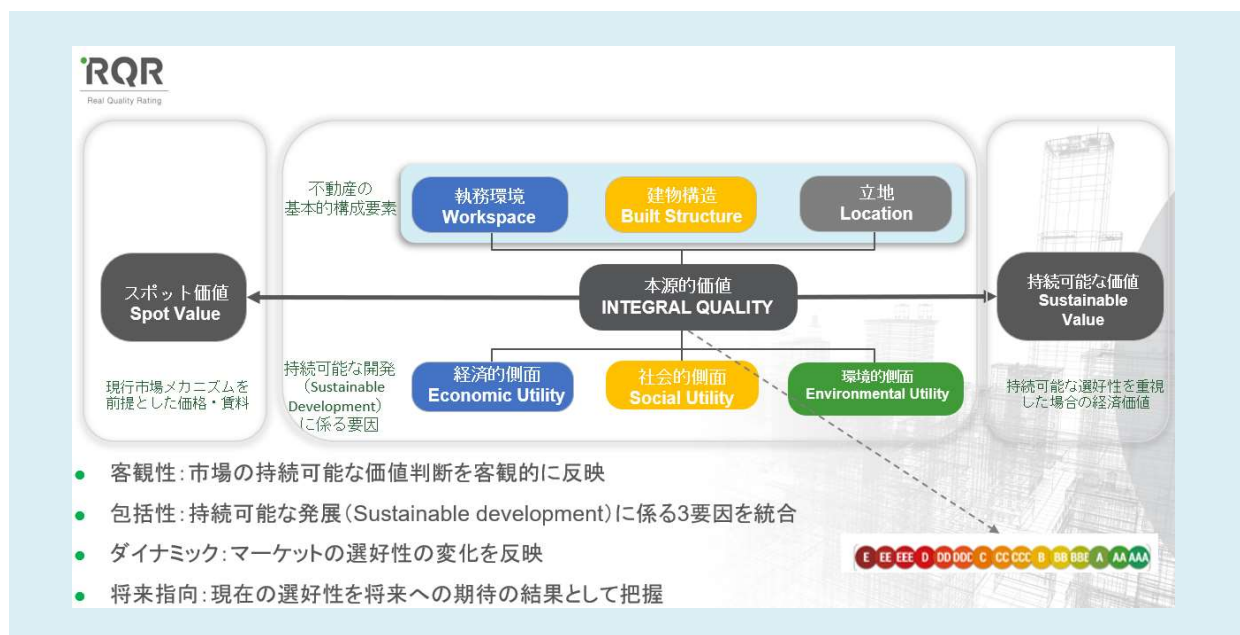 RQR
Real Quality Rating
不動産の
基本的構成要素
執務環境
Workspace
建物構造
Built Structure
立地
Location
スポット価値
Spot Value
本源的価値
INTEGRAL QUALITY
持続可能な価値
Sustainable
Value
現行市場メカニズムを
前提とした価格・賃料
持続可能な開発
(Sustainable
Development)
に係る要因
経済的側面
Economic Utility
社会的側面
Social Utility
環境的側面
Environmental Utility
持続可能な選好性を重視
した場合の経済価値
● 客観性:市場の持続可能な価値判断を客観的に反映
● 包括性:持続可能な発展(Sustainable development)に係る3要因を統合
● ダイナミック:マーケットの選好性の変化を反映
● 将来指向:現在の選好性を将来への期待の結果として把握
E EE EEE D DD DDD C CC CCC B BB BBB A AA AAA